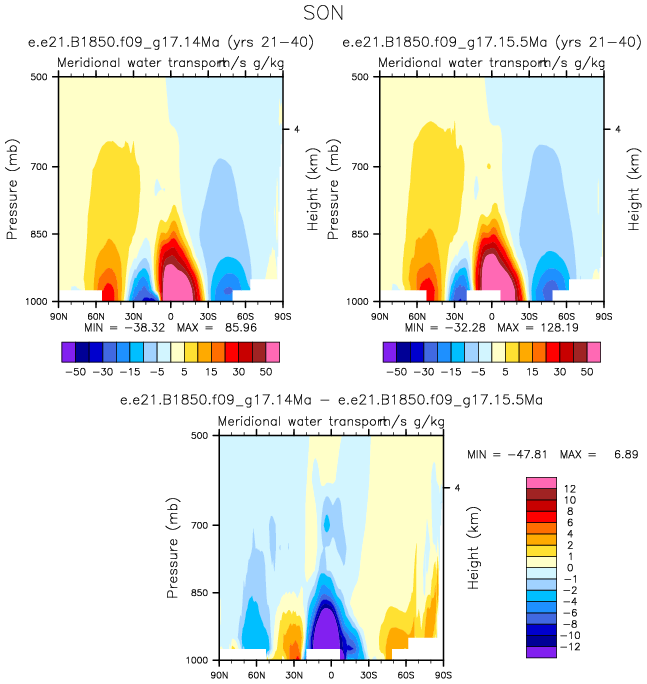 SON
e.e21.B1850.f09_g17.14Ma (yrs 21-40)
Meridional water transport m/s g/kg
500
700
850
1000
Pressure (mb)
4
Height (km)
90N 60N 30N 0 30S 60S 90S
MIN = -38.32 MAX = 85.96
-50 -30 -15 -5 5 15 30 50
e.e21.B1850.f09_g17.15.5Ma (yrs 21-40)
Meridional water transport m/s g/kg
500
700
850
1000
Pressure (mb)
4
Height (km)
90N 60N 30N 0 30S 60S 90S
MIN = -32.28 MAX = 128.19
-50 -30 -15 -5 5 15 30 50
e.e21.B1850.f09_g17.14Ma - e.e21.B1850.f09_g17.15.5Ma
Meridional water transport m/s g/kg
500
700
850
1000
Pressure (mb)
4
Height (km)
90N 60N 30N 0 30S 60S 90S
MIN = -47.81 MAX = 6.89
12
10
8
6
4
2
1
0
-1
-2
-4
-6
-8
-10
-12